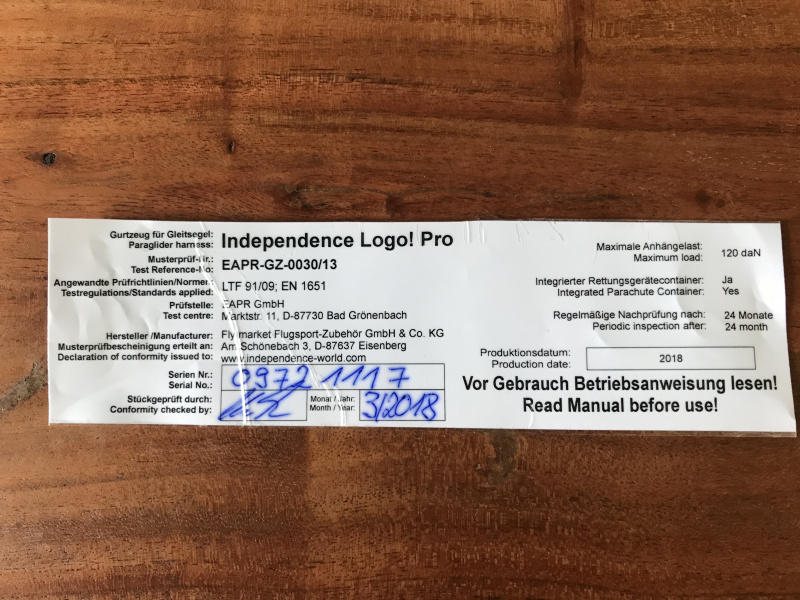 Gurtzeug für Gleitsegel:
Paraglider harness: Independence Logo! Pro
Musterprüf-Nr.:
Test Reference-No: EAPR-GZ-0030/13
Angewandte Prüfrichtlinien/Normen:
Testregulations/Standards applied: LTF 91/09; EN 1651
Prüfstelle: EAPR GmbH
Test centre: Marktstr. 11, D-87730 Bad Grönenbach
Hersteller /Manufacturer: Fly market Flugsport-Zubehör GmbH & Co. KG
Musterprüfbescheinigung erteilt an: Am Schönebach 3, D-87637 Eisenberg
Declaration of conformity issued to: www.independence-world.com
Serien Nr.:
Serial No.: 0972 1117
Stückgeprüft durch:
Conformity checked by:
Monat / Jahr:
Month / Year: 3/2018
Maximale Anhängelast:
Maximum load: 120 daN
Integrierter Rettungsgerätecontainer: Ja
Integrated Parachute Container: Yes
Regelmäßige Nachprüfung nach: 24 Monate
Periodic inspection after: 24 month
Produktionsdatum:
Production date: 2018
Vor Gebrauch Betriebsanweisung lesen!
Read Manual before use!